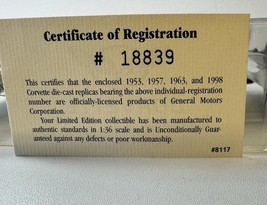 Certificate of Registration
# 18839
This certifies that the enclosed 1953, 1957, 1963, and 1998
Corvette die-cast replicas bearing the above individual-registration
number are officially-licensed products of General Motors
Corporation.
Your Limited Edition collectible has been manufactured to
authentic standards in 1:36 scale and is Unconditionally Guar-
anteed against any defects or poor workmanship.
#8117